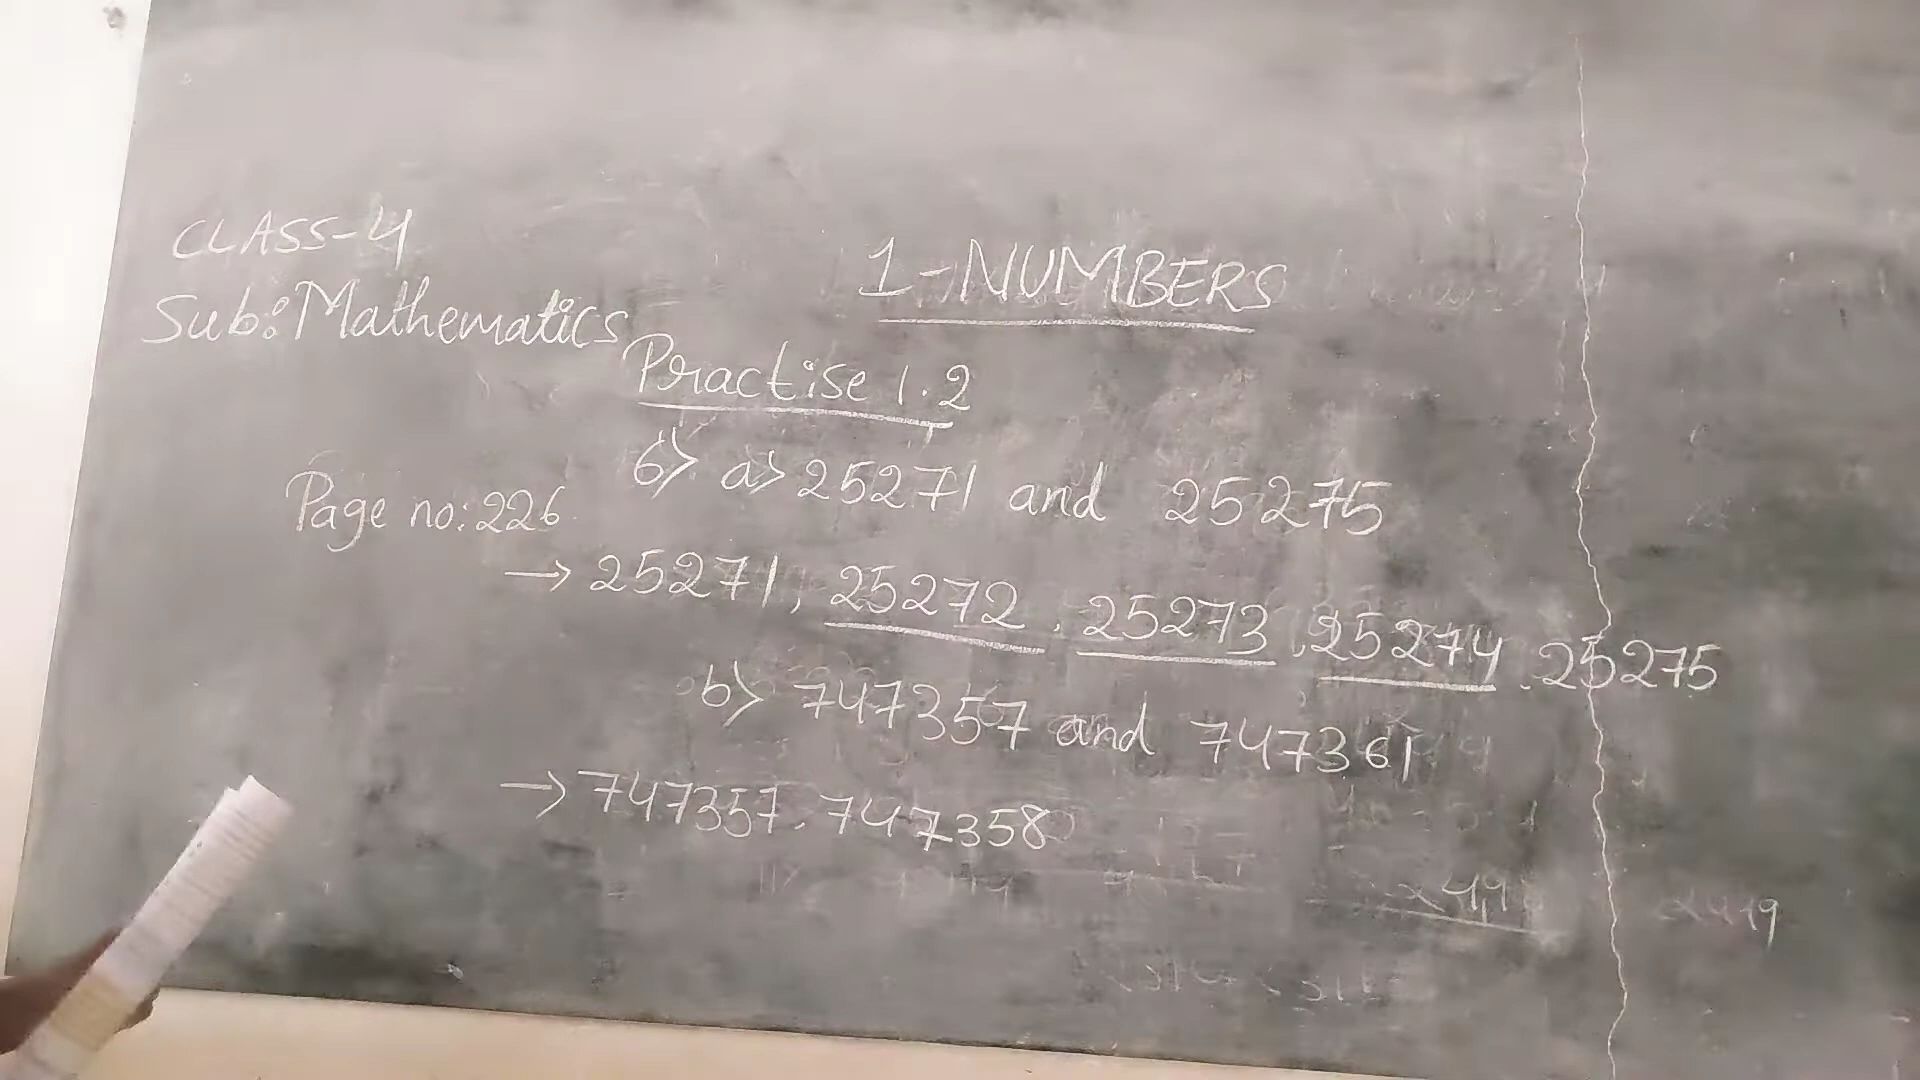 CLASS-4
1-NUMBERS
Sub: Mathematics
Practise 1.2
6> a> 25271 and 25275
Page no: 226
→ 25271, 25272, 25273, 25274, 25275
b> 747357 and 747361
→ 747357, 747358